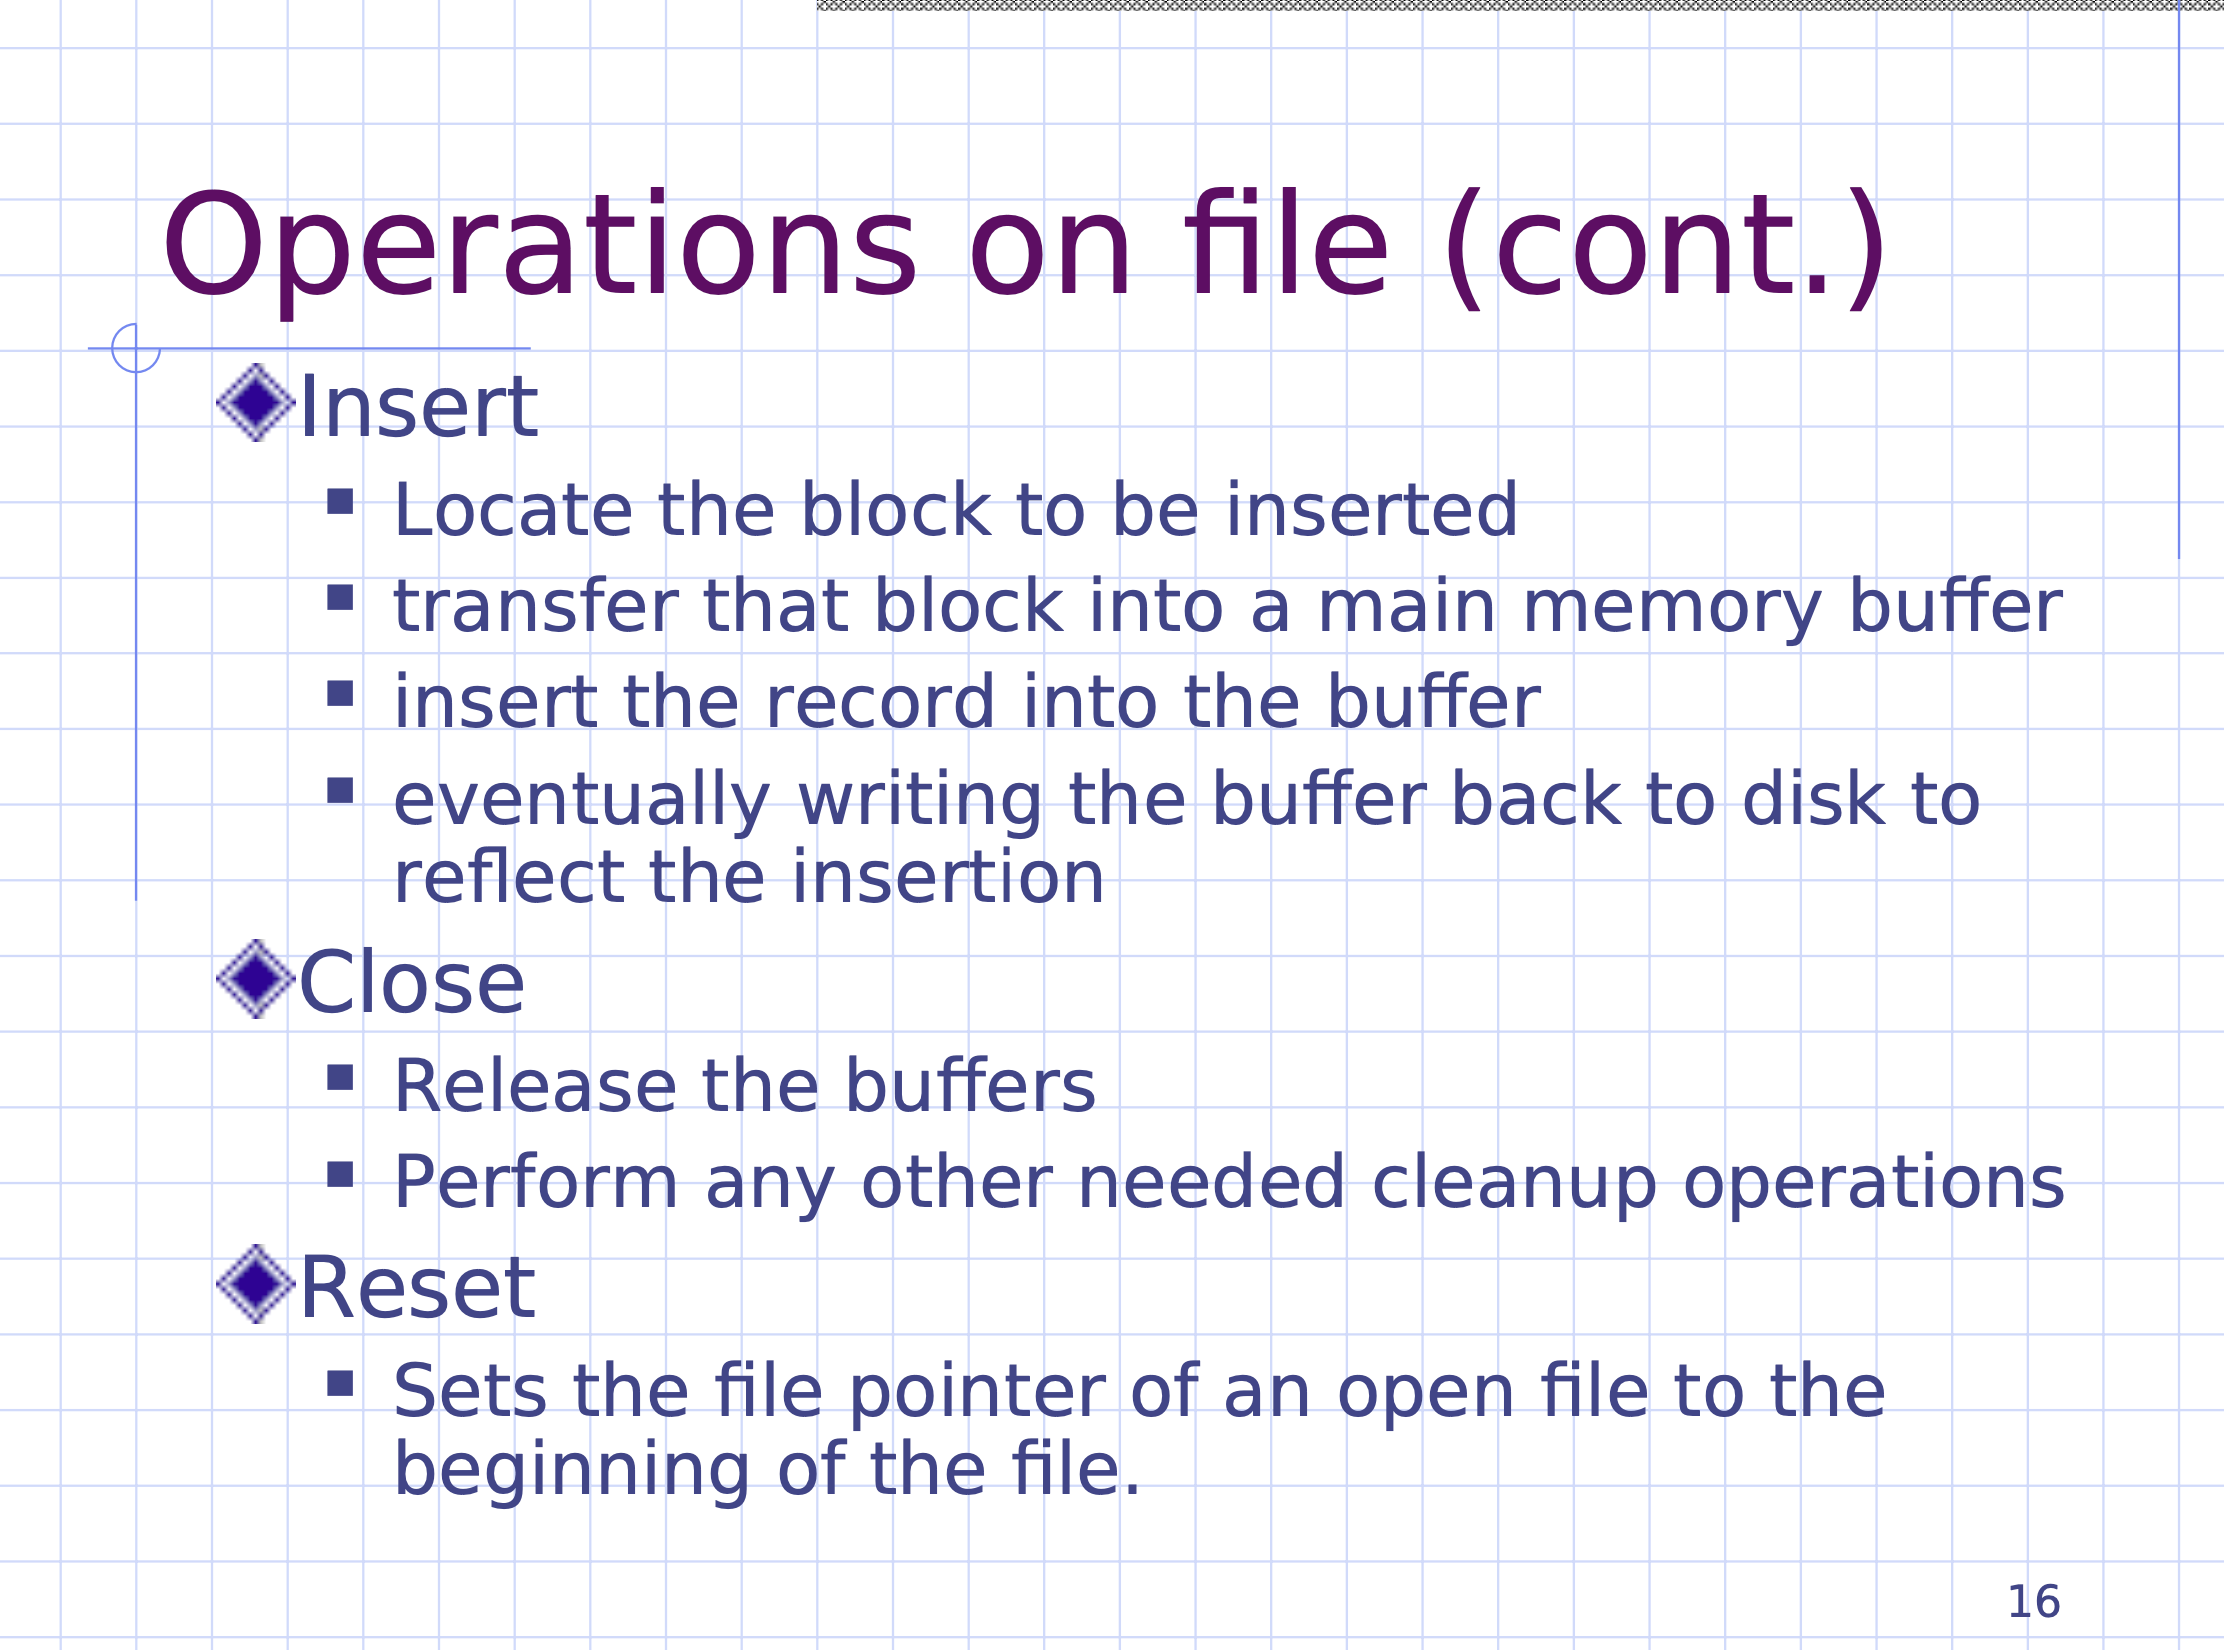 Operations on file (cont.)
Insert
Locate the block to be inserted
transfer that block into a main memory buffer
insert the record into the buffer
eventually writing the buffer back to disk to
reflect the insertion
Close
Release the buffers
Perform any other needed cleanup operations
Reset
Sets the file pointer of an open file to the
beginning of the file.
16